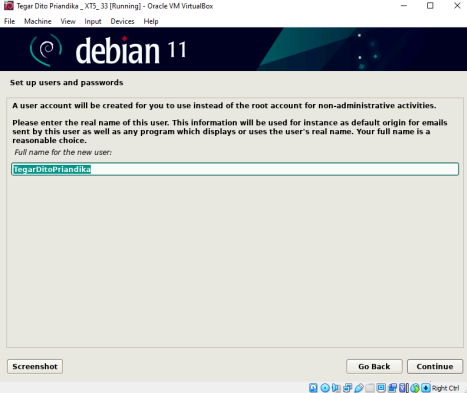 Tegar Dito Priandika _ XT5_33 [Running] - Oracle VM VirtualBox
File Machine View Input Devices Help
debian 11
Set up users and passwords
A user account will be created for you to use instead of the root account for non-administrative activities.
Please enter the real name of this user. This information will be used for instance as default origin for emails
sent by this user as well as any program which displays or uses the user's real name. Your full name is a
reasonable choice.
Full name for the new user:
TegarDitoPriandika
Screenshot
Go Back
Continue
Right Ctrl